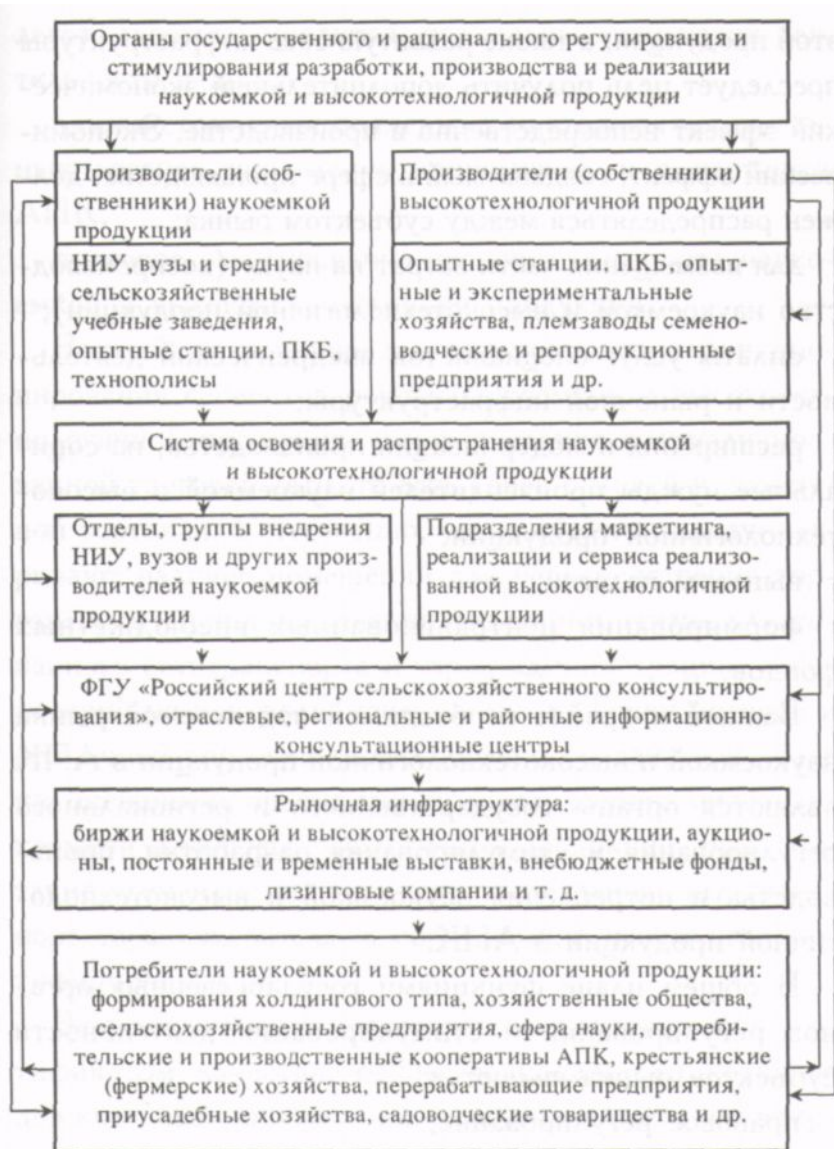 Органы государственного и рационального регулирования и
стимулирования разработки, производства и реализации
наукоемкой и высокотехнологичной продукции
Производители (соб-
ственники) наукоемкой
продукции
Производители (собственники)
высокотехнологичной продукции
НИУ, вузы и средние
сельскозяйственные
учебные заведения,
опытные станции, ПКБ,
технополисы
Опытные станции, ПКБ, опыт-
ные и экспериментальные
хозяйства, племзаводы семено-
водческие и репродукционные
предприятия и др.
Система освоения и распространения наукоемкой
и высокотехнологичной продукции
Отделы, группы внедрения
НИУ, вузов и других произ-
водителей наукоемкой
продукции
Подразделения маркетинга,
реализации и сервиса реализо-
ванной высокотехнологичной
продукции
ФГУ «Российский центр сельскохозяйственного консультиро-
вания», отраслевые, региональные и районные информационно-
консультационные центры
Рыночная инфраструктура:
биржи наукоемкой и высокотехнологичной продукции, аукцио-
ны, постоянные и временные выставки, внебюджетные фонды,
лизинговые компании и т. д.
Потребители наукоемкой и высокотехнологичной продукции:
формирования холдингового типа, хозяйственные общества,
сельскохозяйственные предприятия, сфера науки, потреби-
тельские и производственные кооперативы АПК, крестьянские
(фермерские) хозяйства, перерабатывающие предприятия,
приусадебные хозяйства, садоводческие товарищества и др.